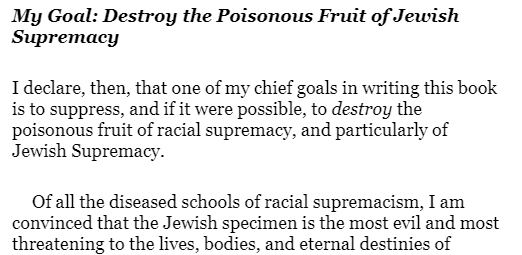 My Goal: Destroy the Poisonous Fruit of Jewish
Supremacy
I declare, then, that one of my chief goals in writing this book
is to suppress, and if it were possible, to destroy the
poisonous fruit of racial supremacy, and particularly of
Jewish Supremacy.
Of all the diseased schools of racial supremacism, I am
convinced that the Jewish specimen is the most evil and most
threatening to the lives, bodies, and eternal destinies of